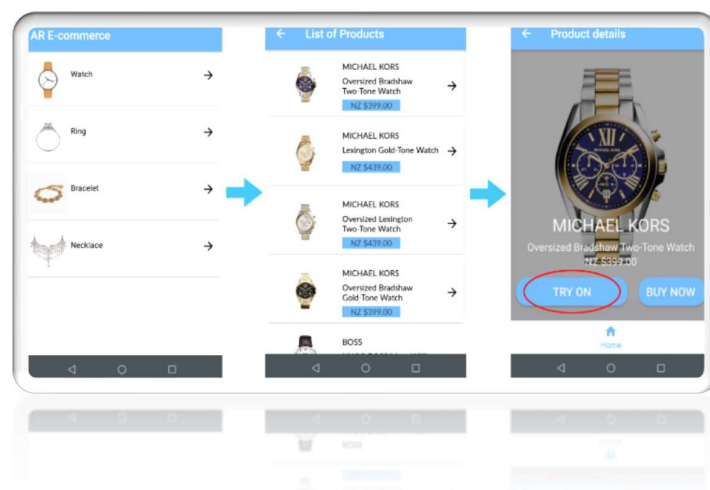 AR E-commerce
Watch
Ring
Bracelet
Necklace
List of Products
MICHAEL KORS
Oversized Bradshaw
Two-Tone Watch
NZ $399.00
MICHAEL KORS
Lexington Gold-Tone Watch
NZ $439.00
MICHAEL KORS
Oversized Lexington
Two-Tone Watch
NZ $439.00
MICHAEL KORS
Oversized Bradshaw
Gold-Tone Watch
NZ $399.00
BOSS
Product details
MICHAEL KORS
Oversized Bradshaw Two-Tone Watch
NZ $399.00
TRY ON
BUY NOW
Home